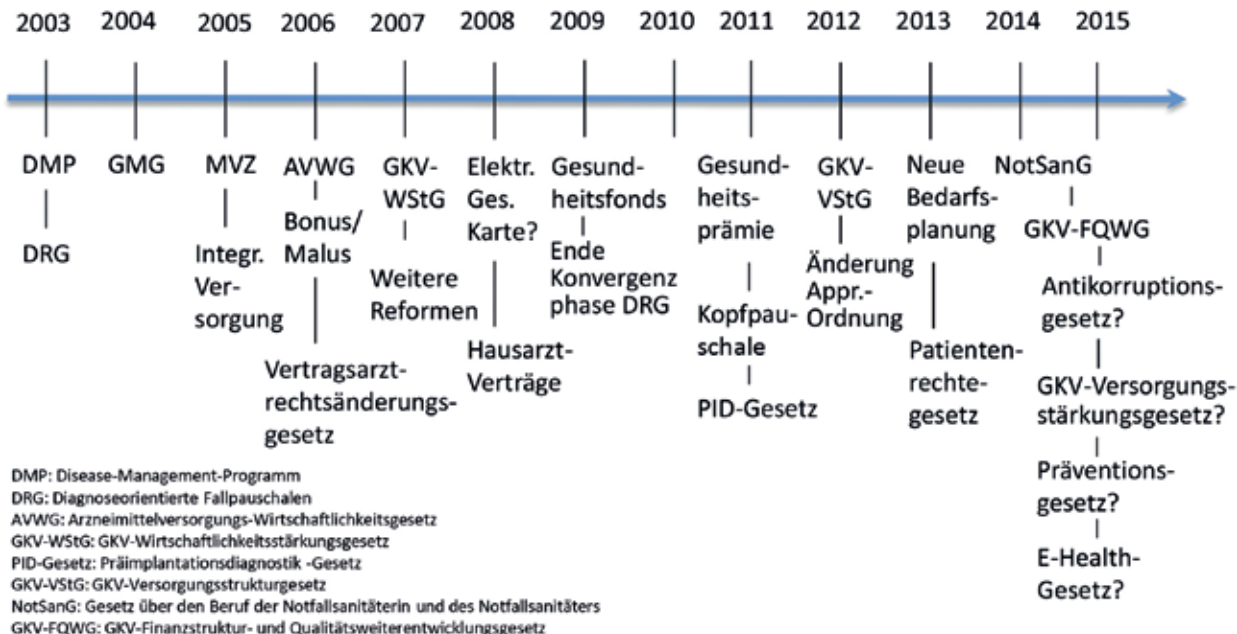 2003 2004 2005 2006 2007 2008 2009 2010 2011 2012 2013 2014 2015
DMP
DRG
GMG
MVZ
Integr.
Ver-
sorgung
AVWG
Bonus/
Malus
Vertragsarzt-
rechtsänderungs-
gesetz
GKV-
WStG
Weitere
Reformen
Elektr.
Ges.
Karte?
Hausarzt-
Verträge
Gesund-
heitsfonds
Ende
Konvergenz
phase DRG
Gesund-
heits-
prämie
Kopfpau-
schale
PID-Gesetz
GKV-
VStG
Änderung
Appr.-
Ordnung
Neue
Bedarfs-
planung
Patienten-
rechte-
gesetz
NotSanG
GKV-FQWG
Antikorruptions-
gesetz?
GKV-Versorgungs-
stärkungsgesetz?
Präventions-
gesetz?
E-Health-
Gesetz?
DMP: Disease-Management-Programm
DRG: Diagnoseorientierte Fallpauschalen
AVWG: Arzneimittelversorgungs-Wirtschaftlichkeitsgesetz
GKV-WStG: GKV-Wirtschaftlichkeitsstärkungsgesetz
PID-Gesetz: Präimplantationsdiagnostik -Gesetz
GKV-VStG: GKV-Versorgungsstrukturgesetz
NotSanG: Gesetz über den Beruf der Notfallsanitäterin und des Notfallsanitäters
GKV-FQWG: GKV-Finanzstruktur- und Qualitätsweiterentwicklungsgesetz